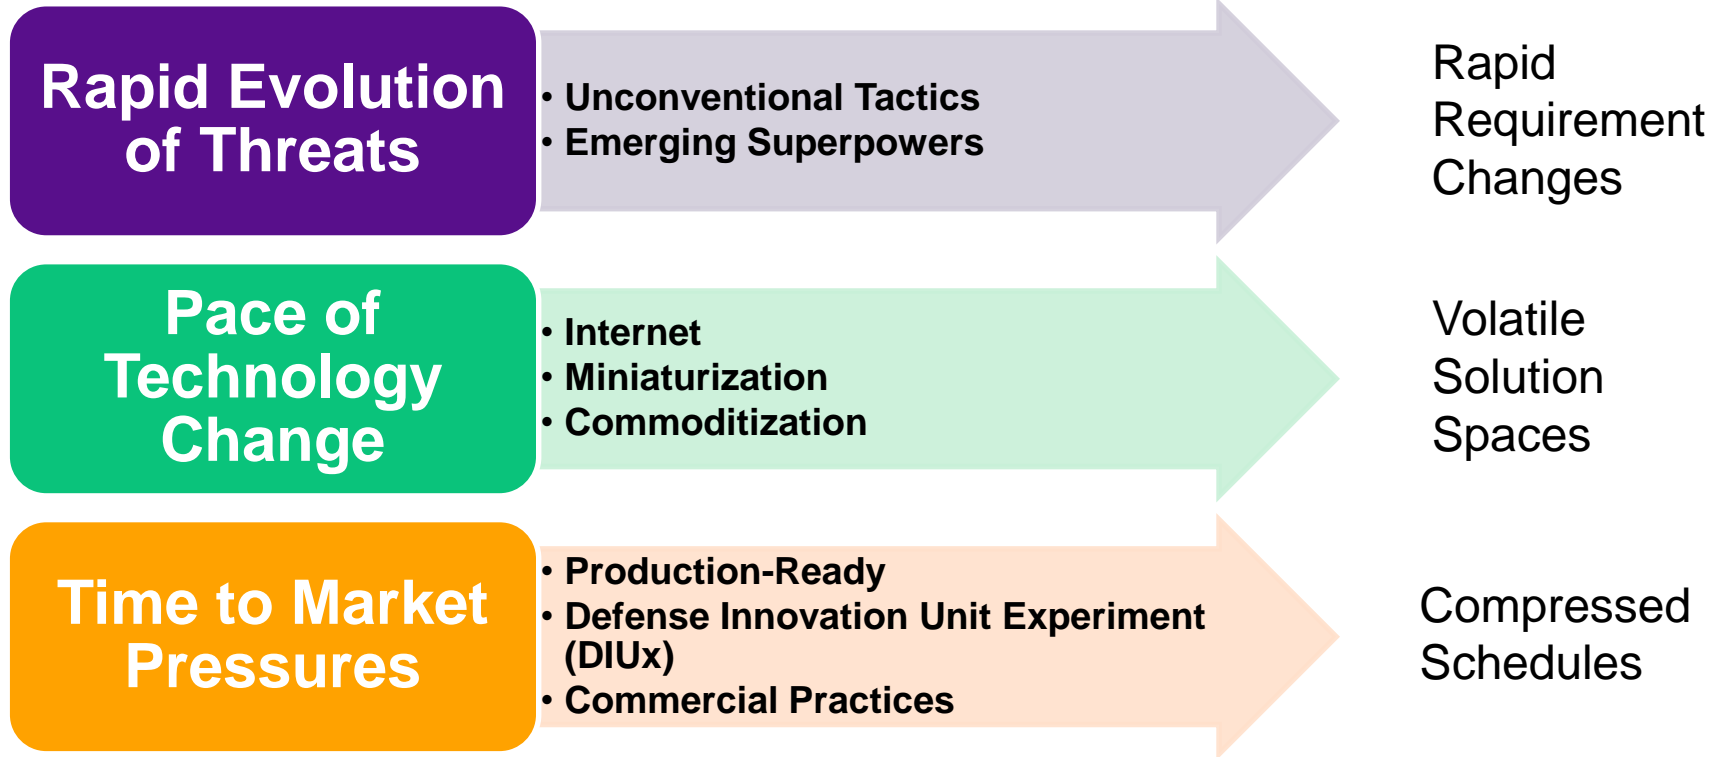 Rapid Evolution
of Threats
• Unconventional Tactics
• Emerging Superpowers
Rapid
Requirement
Changes
Pace of
Technology
Change
• Internet
• Miniaturization
• Commoditization
Volatile
Solution
Spaces
Time to Market
Pressures
• Production-Ready
• Defense Innovation Unit Experiment
(DIUx)
• Commercial Practices
Compressed
Schedules